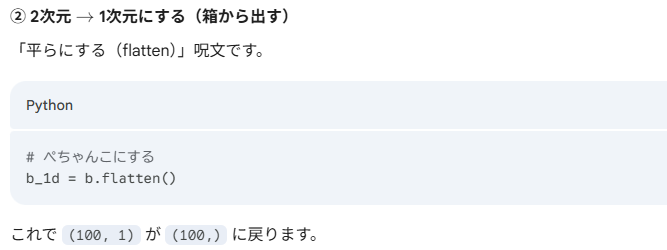 ② 2次元 → 1次元にする（箱から出す）
「平らにする（flatten）」呪文です。
Python
# ぺちゃんこにする
b_1d = b.flatten()
これで (100, 1) が (100,) に戻ります。